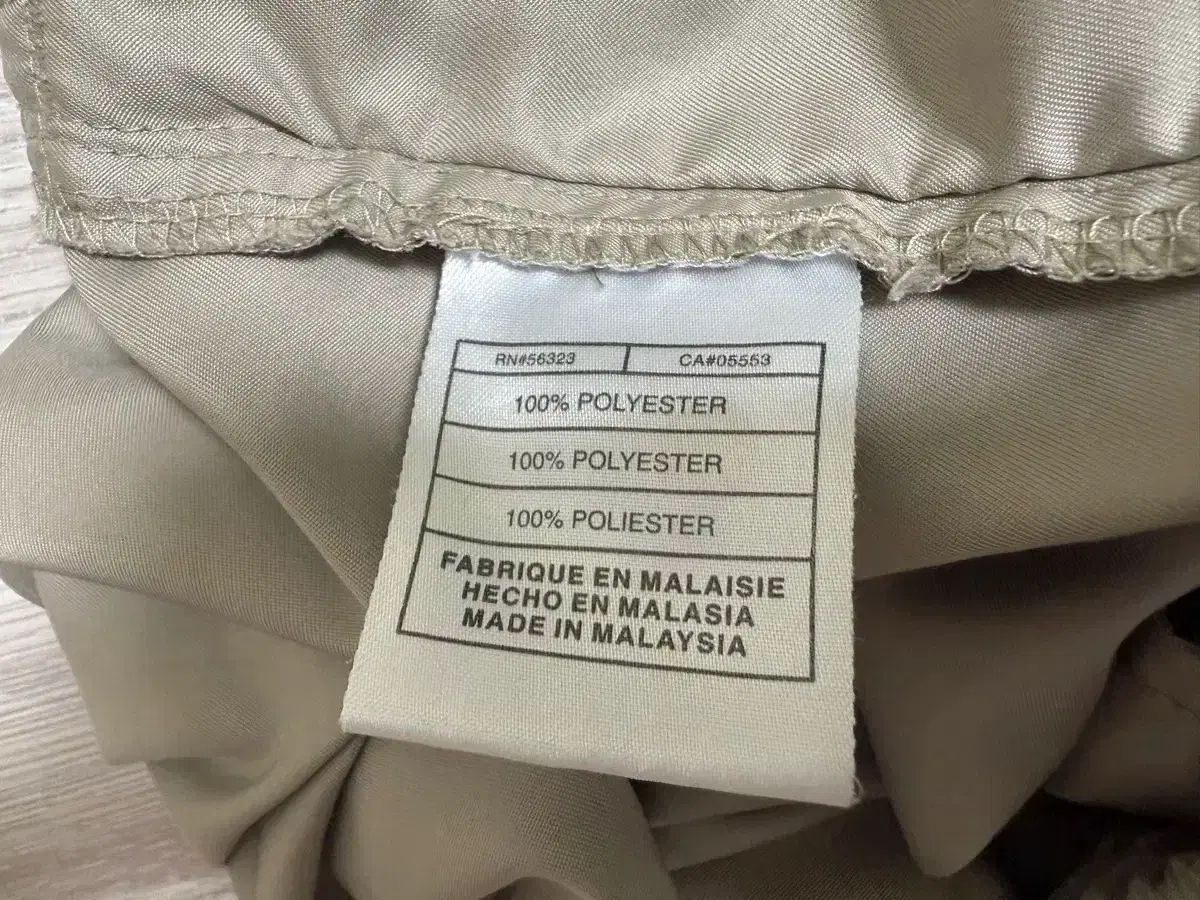 RN#56323 CA#05553
100% POLYESTER
100% POLYESTER
100% POLIESTER
FABRIQUE EN MALAISIE
HECHO EN MALASIA
MADE IN MALAYSIA